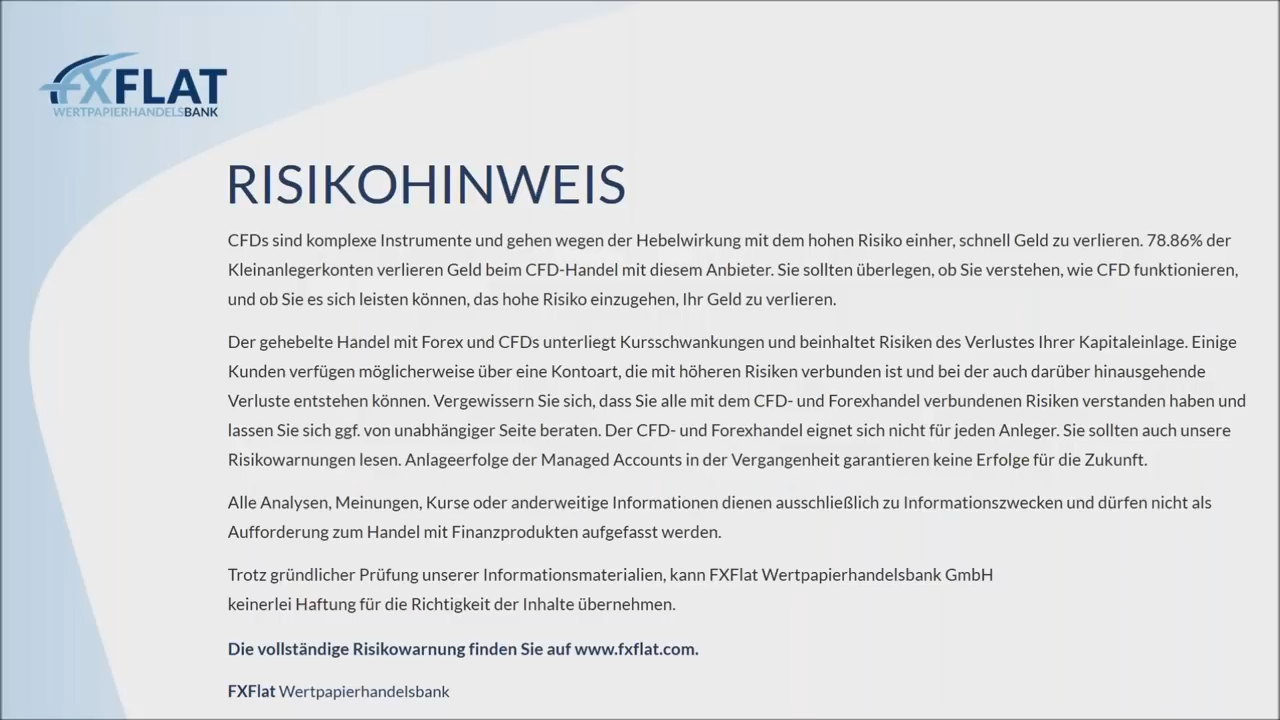 FXFLAT
WERTPAPIERHANDELSBANK
RISIKOHINWEIS
CFDs sind komplexe Instrumente und gehen wegen der Hebelwirkung mit dem hohen Risiko einher, schnell Geld zu verlieren. 78.86% der
Kleinanlegerkonten verlieren Geld beim CFD-Handel mit diesem Anbieter. Sie sollten überlegen, ob Sie verstehen, wie CFD funktionieren,
und ob Sie es sich leisten können, das hohe Risiko einzugehen, Ihr Geld zu verlieren.
Der gehebelte Handel mit Forex und CFDs unterliegt Kursschwankungen und beinhaltet Risiken des Verlustes Ihrer Kapitaleinlage. Einige
Kunden verfügen möglicherweise über eine Kontoart, die mit höheren Risiken verbunden ist und bei der auch darüber hinausgehende
Verluste entstehen können. Vergewissern Sie sich, dass Sie alle mit dem CFD- und Forexhandel verbundenen Risiken verstanden haben und
lassen Sie sich ggf. von unabhängiger Seite beraten. Der CFD- und Forexhandel eignet sich nicht für jeden Anleger. Sie sollten auch unsere
Risikowarnungen lesen. Anlageerfolge der Managed Accounts in der Vergangenheit garantieren keine Erfolge für die Zukunft.
Alle Analysen, Meinungen, Kurse oder anderweitige Informationen dienen ausschließlich zu Informationszwecken und dürfen nicht als
Aufforderung zum Handel mit Finanzprodukten aufgefasst werden.
Trotz gründlicher Prüfung unserer Informationsmaterialien, kann FXFlat Wertpapierhandelsbank GmbH
keinerlei Haftung für die Richtigkeit der Inhalte übernehmen.
Die vollständige Risikowarnung finden Sie auf www.fxflat.com.
FXFlat Wertpapierhandelsbank